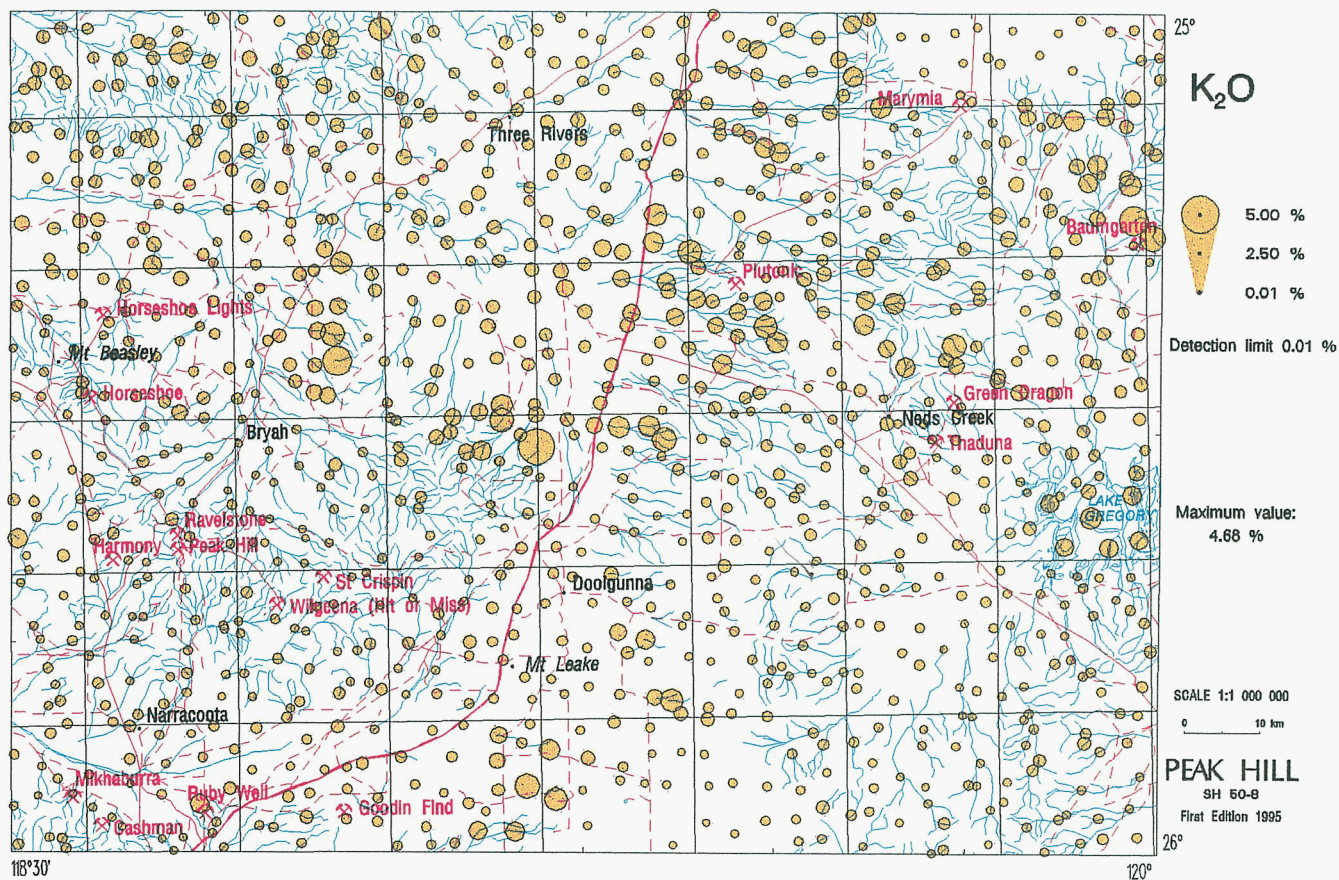 25°
K₂O
Marymia
Three Rivers
5.00 %
Baumgarten
2.50 %
Plutonic
0.01 %
Horseshoe Lights
Detection limit 0.01 %
Mt Beasley
Horseshoe
Green Dragon
Neds Creek
Bryah
Thaduna
LAKE
GREGORY
Maximum value:
4.68 %
Ravelstone
Harmony
Peak Hill
St Crispin
Doolgunna
Wilgeena (Hit or Miss)
Mt Leake
SCALE 1:1 000 000
0 10 km
Narracoota
PEAK HILL
SH 50-8
First Edition 1995
Mikhaburra
Ruby Well
Goodin Find
Cashman
26°
118°30'
120°